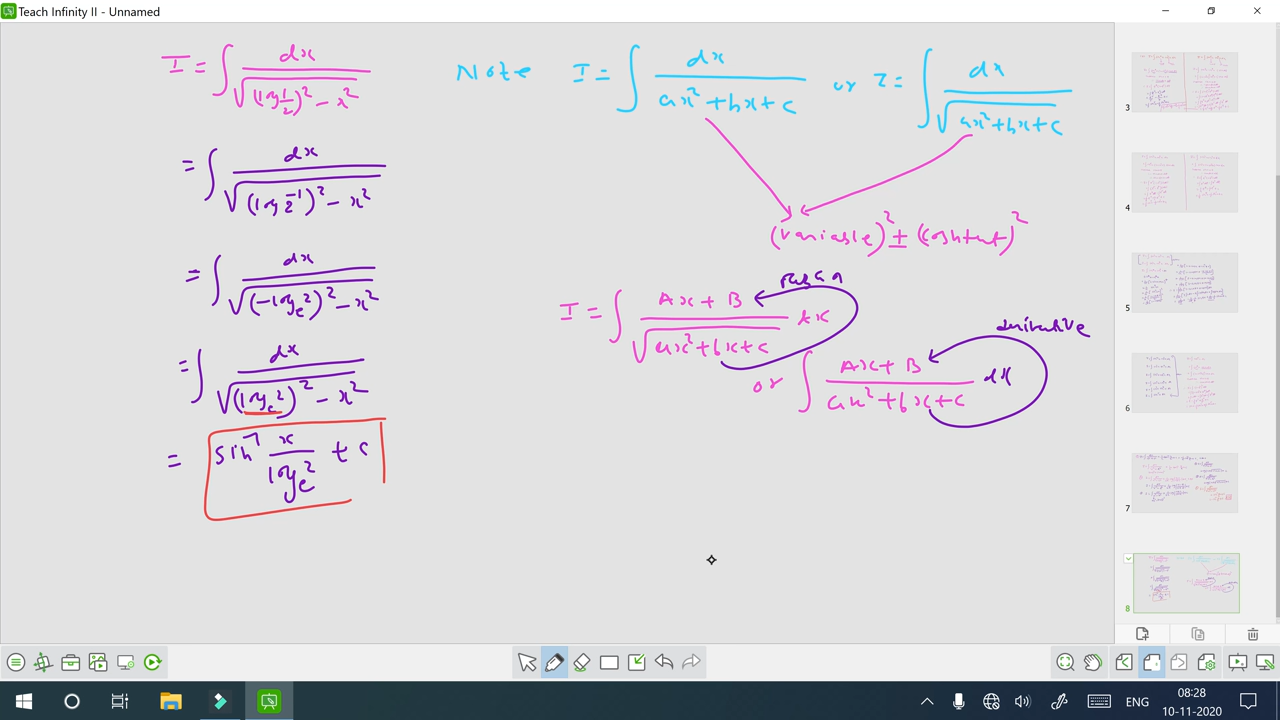 Teach Infinity II - Unnamed
I = ∫ dx / √((log 1/2)² - x²)
= ∫ dx / √((log 2⁻¹)² - x²)
= ∫ dx / √((-logₑ2)² - x²)
= ∫ dx / √((logₑ2)² - x²)
= sin⁻¹ x / logₑ2 + c
Note I = ∫ dx / ax² + bx + c or I = ∫ dx / √(ax² + bx + c)
(variable)² ± (constant)²
I = ∫ Ax + B / √(ax² + bx + c) dx
or ∫ Ax + B / ax² + bx + c dx
derivative
3
4
5
6
7
8
ENG
08:28
10-11-2020